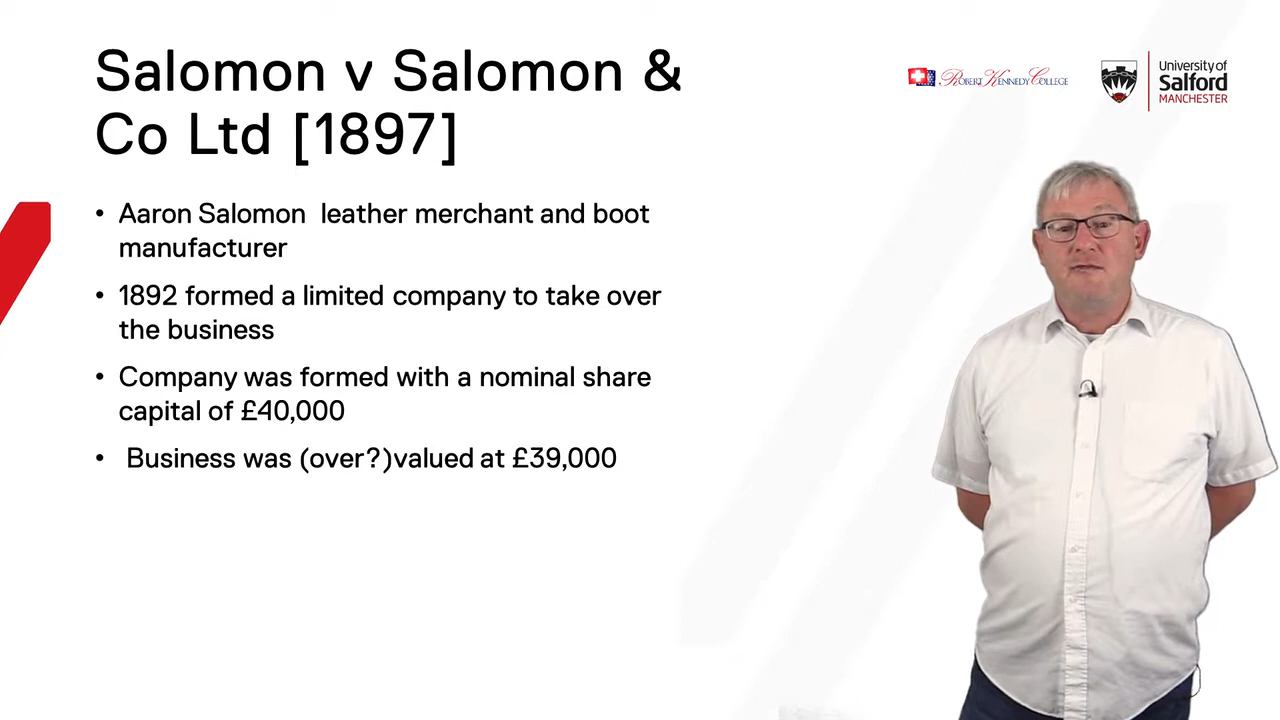 Salomon v Salomon &
Co Ltd [1897]
ROBERT KENNEDY COLLEGE
University of
Salford
MANCHESTER
• Aaron Salomon  leather merchant and boot
manufacturer
• 1892 formed a limited company to take over
the business
• Company was formed with a nominal share
capital of £40,000
•  Business was (over?)valued at £39,000